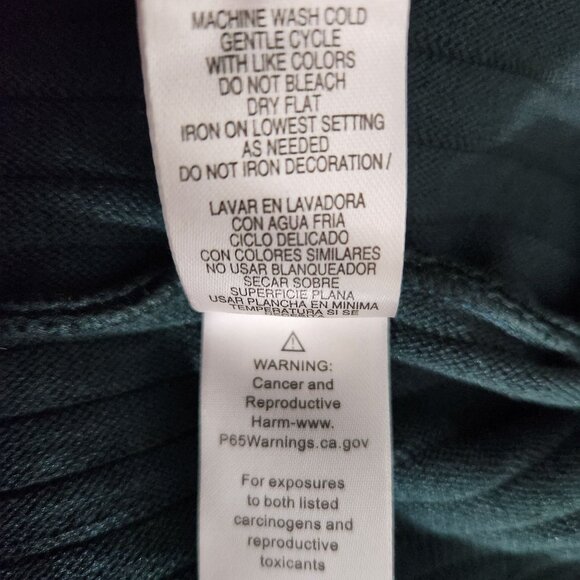 MACHINE WASH COLD
GENTLE CYCLE
WITH LIKE COLORS
DO NOT BLEACH
DRY FLAT
IRON ON LOWEST SETTING
AS NEEDED
DO NOT IRON DECORATION /
LAVAR EN LAVADORA
CON AGUA FRIA
CICLO DELICADO
CON COLORES SIMILARES
NO USAR BLANQUEADOR
SECAR SOBRE
SUPERFICIE PLANA
USAR PLANCHA EN MINIMA
TEMPERATURA SI SE
WARNING:
Cancer and
Reproductive
Harm-www.
P65Warnings.ca.gov
For exposures
to both listed
carcinogens and
reproductive
toxicants